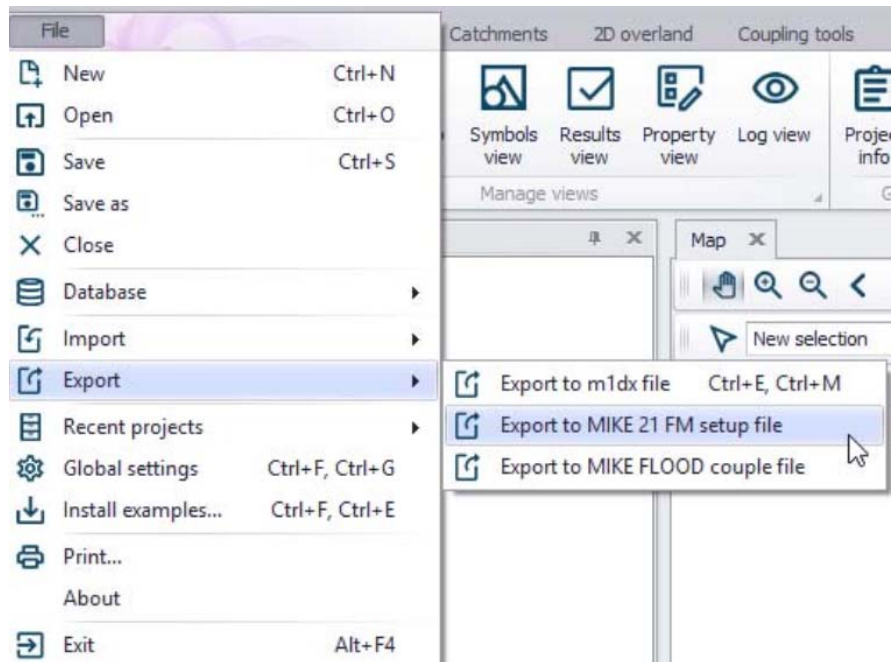 File
New Ctrl+N
Open Ctrl+O
Save Ctrl+S
Save as
Close
Database
Import
Export
Recent projects
Global settings Ctrl+F, Ctrl+G
Install examples... Ctrl+F, Ctrl+E
Print...
About
Exit Alt+F4
Catchments 2D overland Coupling tools
Symbols view
Results view
Property view
Log view
info
Manage views
Map
New selection
Export to m1dx file Ctrl+E, Ctrl+M
Export to MIKE 21 FM setup file
Export to MIKE FLOOD couple file